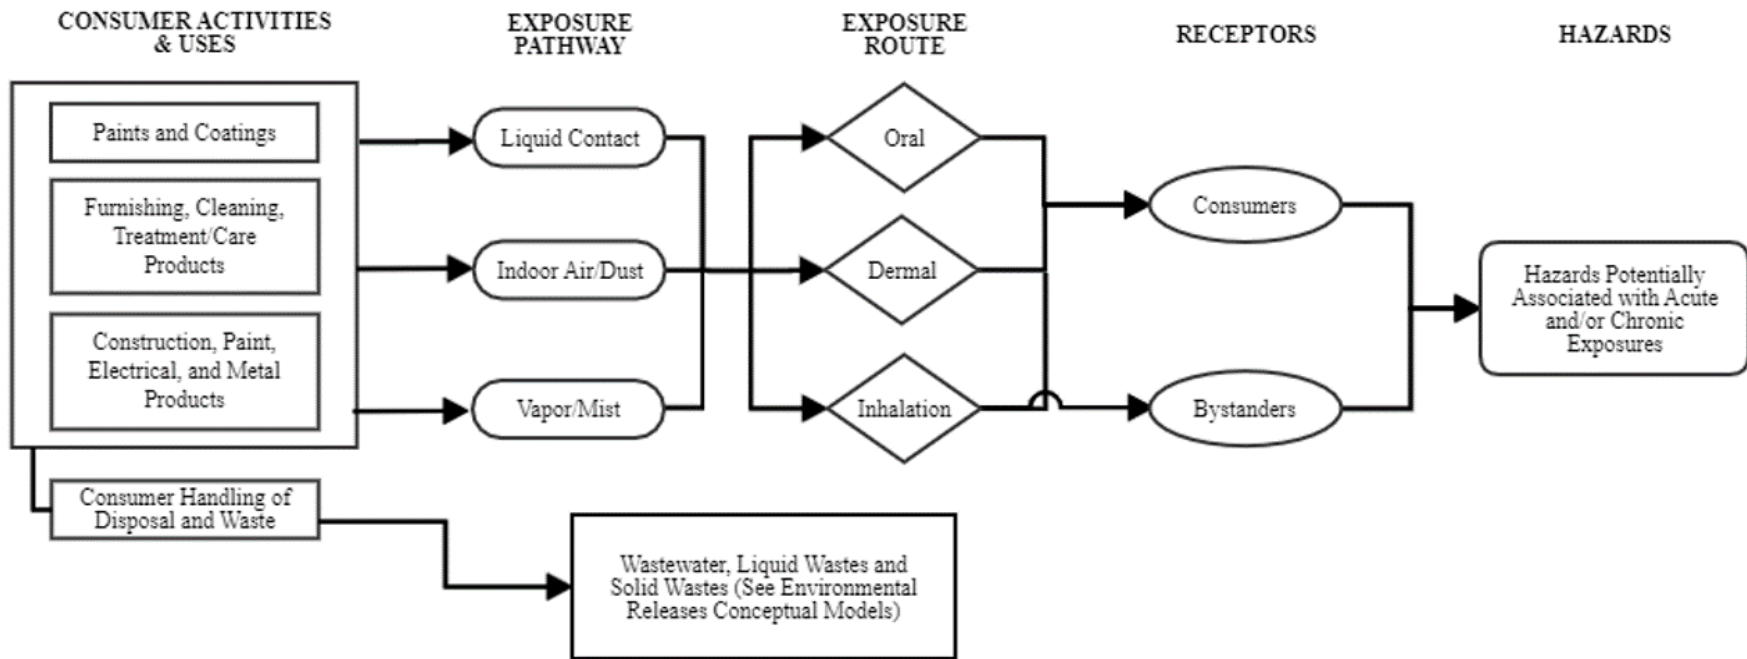 CONSUMER ACTIVITIES
& USES
EXPOSURE
PATHWAY
EXPOSURE
ROUTE
RECEPTORS
HAZARDS
Paints and Coatings
Furnishing, Cleaning,
Treatment/Care
Products
Construction, Paint,
Electrical, and Metal
Products
Consumer Handling of
Disposal and Waste
Liquid Contact
Indoor Air/Dust
Vapor/Mist
Oral
Dermal
Inhalation
Consumers
Bystanders
Hazards Potentially
Associated with Acute
and/or Chronic
Exposures
Wastewater, Liquid Wastes and
Solid Wastes (See Environmental
Releases Conceptual Models)